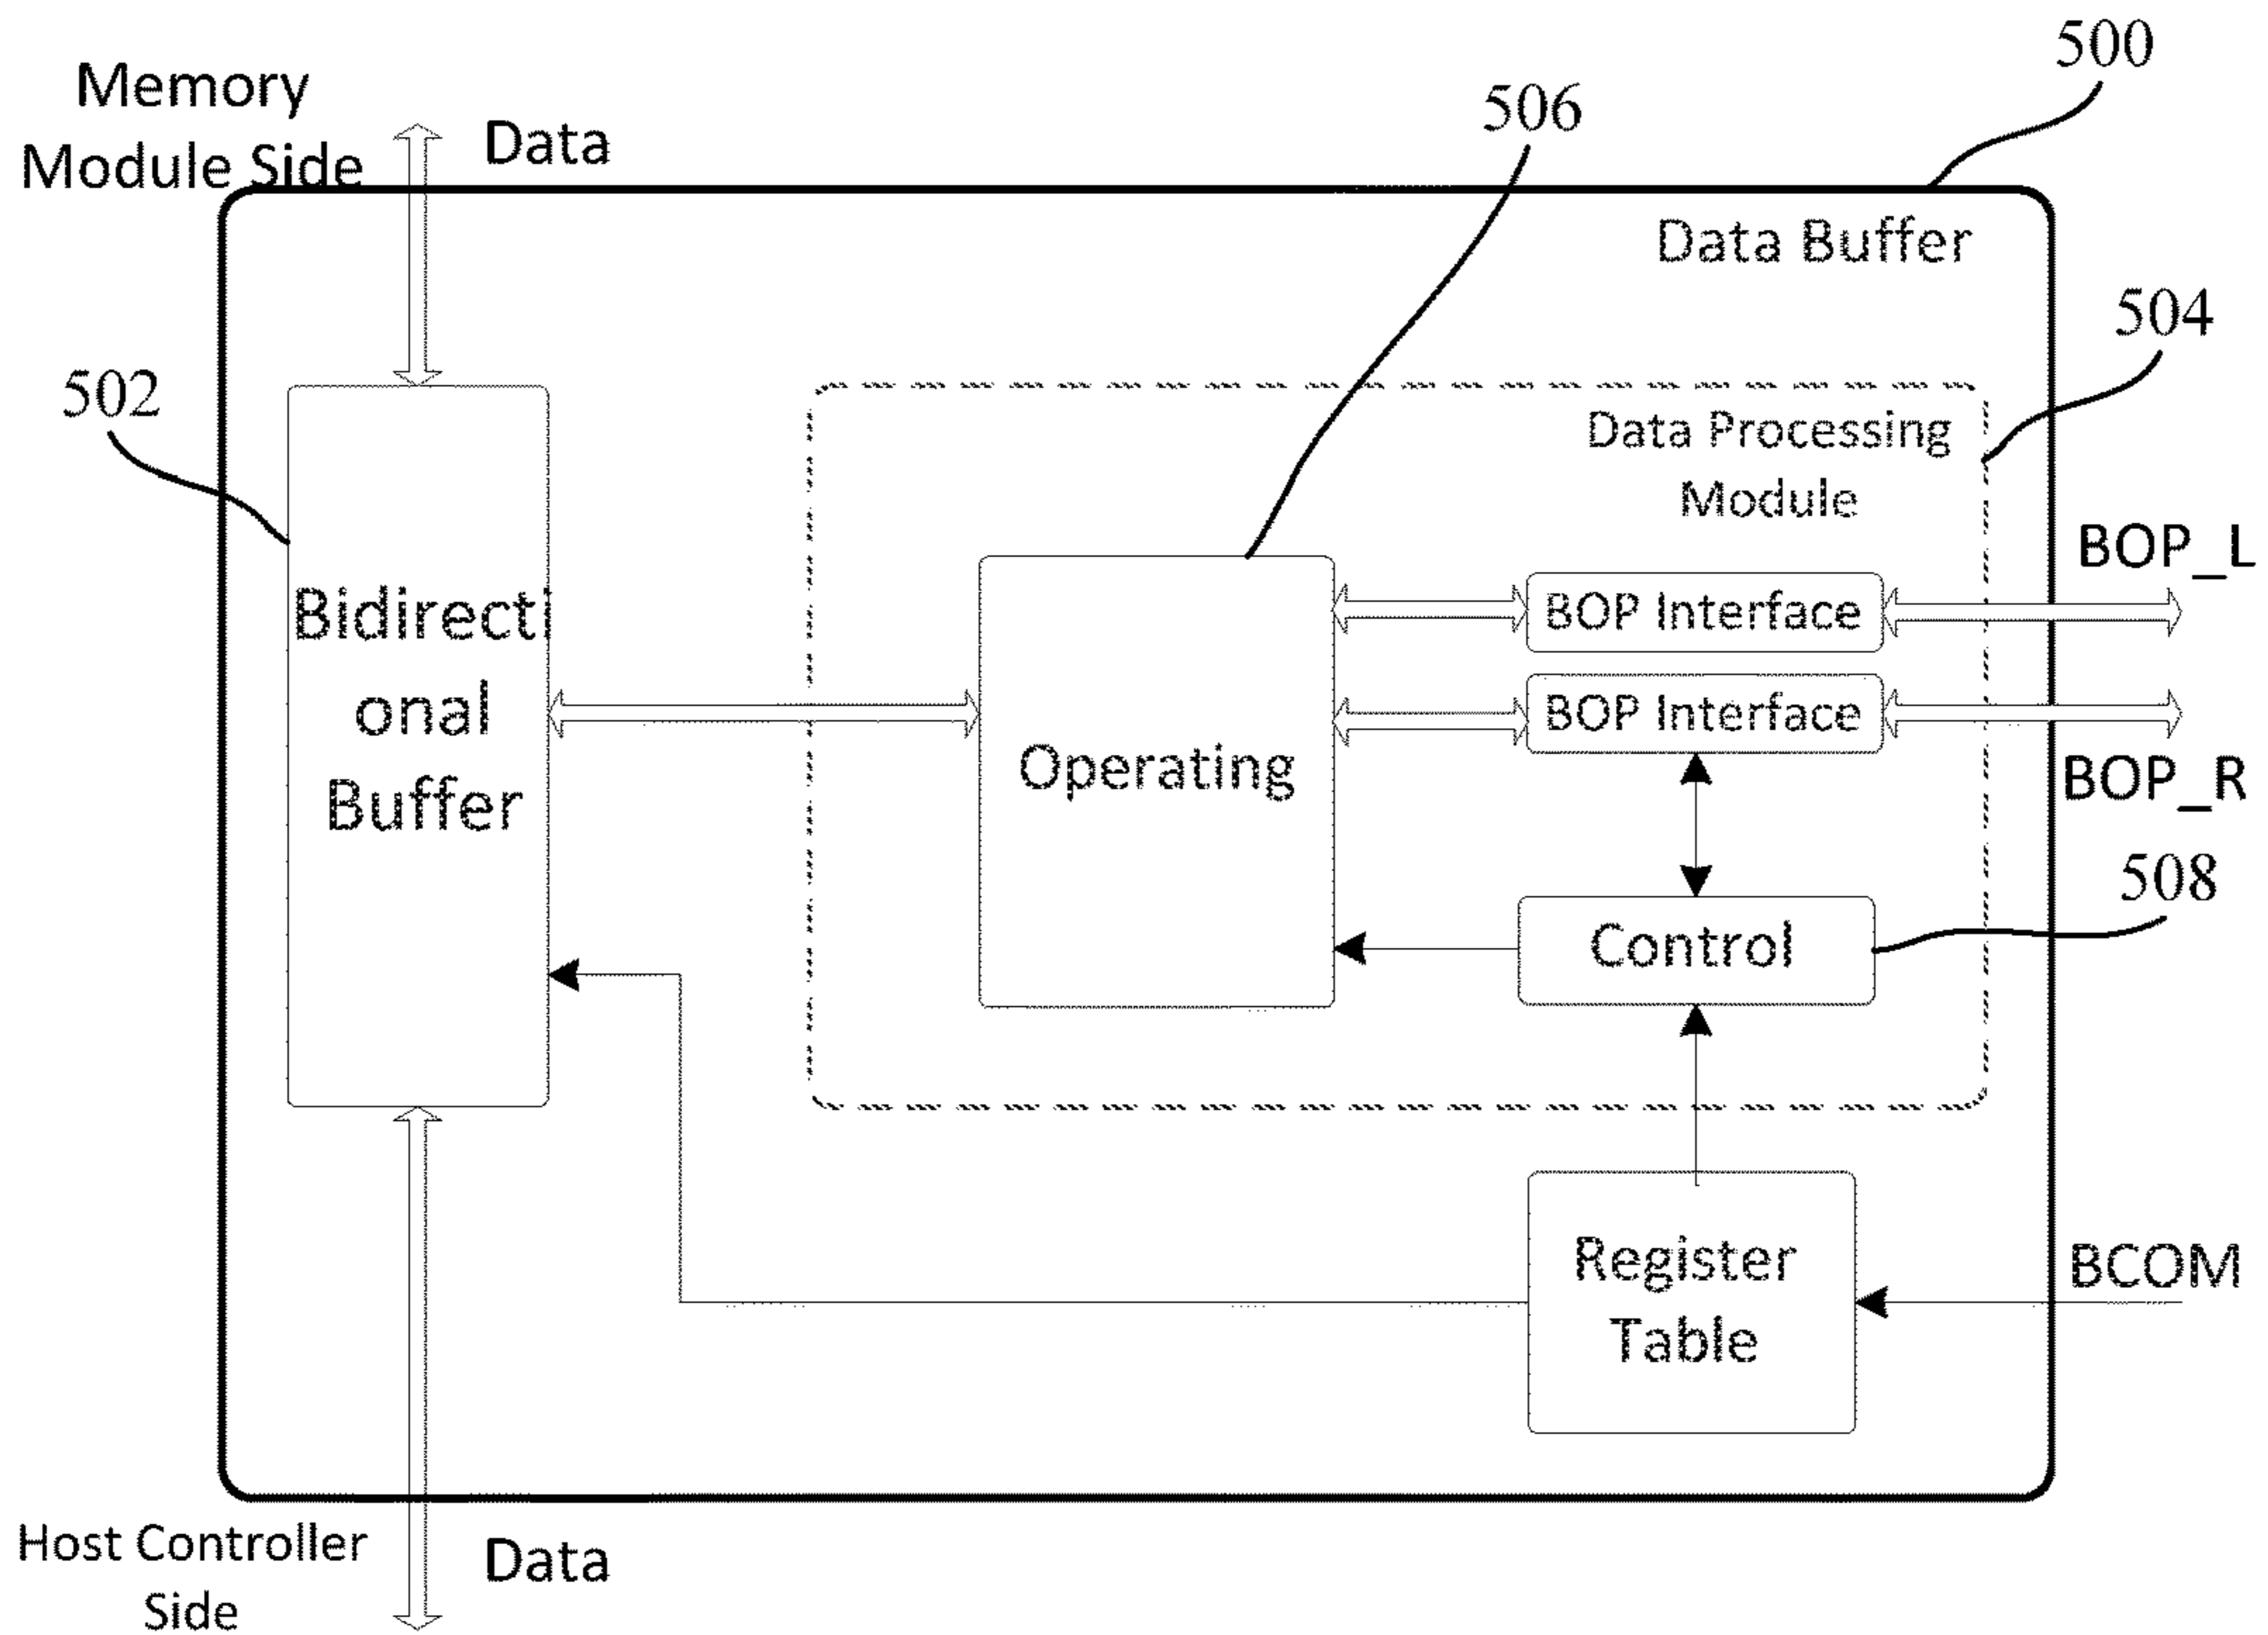 500
Memory
Module Side
Data
506
Data Buffer
504
502
Data Processing
Module
BOP_L
Bidirecti
onal
Buffer
BOP Interface
BOP Interface
Operating
BOP_R
508
Control
Register
Table
BCOM
Host Controller
Side
Data